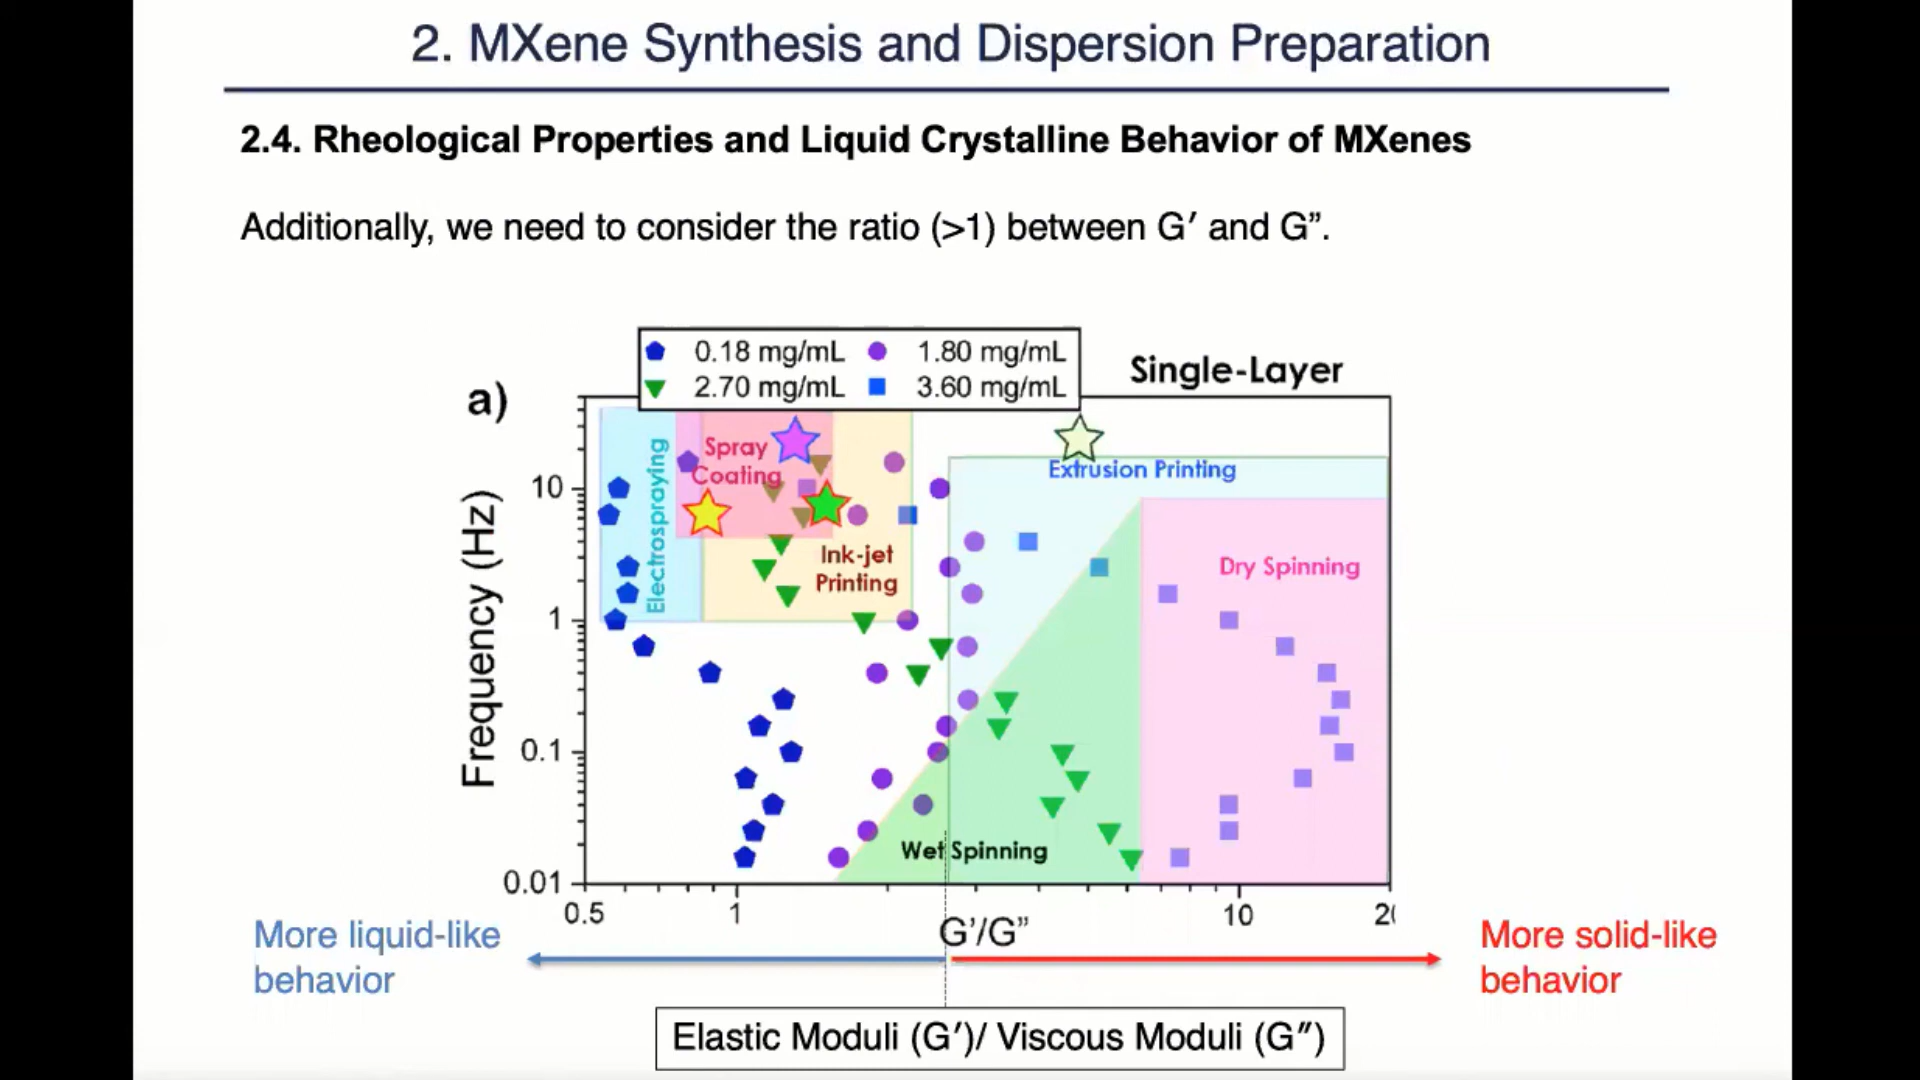 2. MXene Synthesis and Dispersion Preparation
2.4. Rheological Properties and Liquid Crystalline Behavior of MXenes
Additionally, we need to consider the ratio (>1) between G′ and G”.
0.18 mg/mL 1.80 mg/mL
2.70 mg/mL 3.60 mg/mL
Single-Layer
a)
Electrospraying
Spray
Coating
Extrusion Printing
Ink-jet
Printing
Dry Spinning
Wet Spinning
Frequency (Hz)
10
1
0.1
0.01
0.5 1 10 20
G’/G”
More liquid-like
behavior
More solid-like
behavior
Elastic Moduli (G′)/ Viscous Moduli (G″)